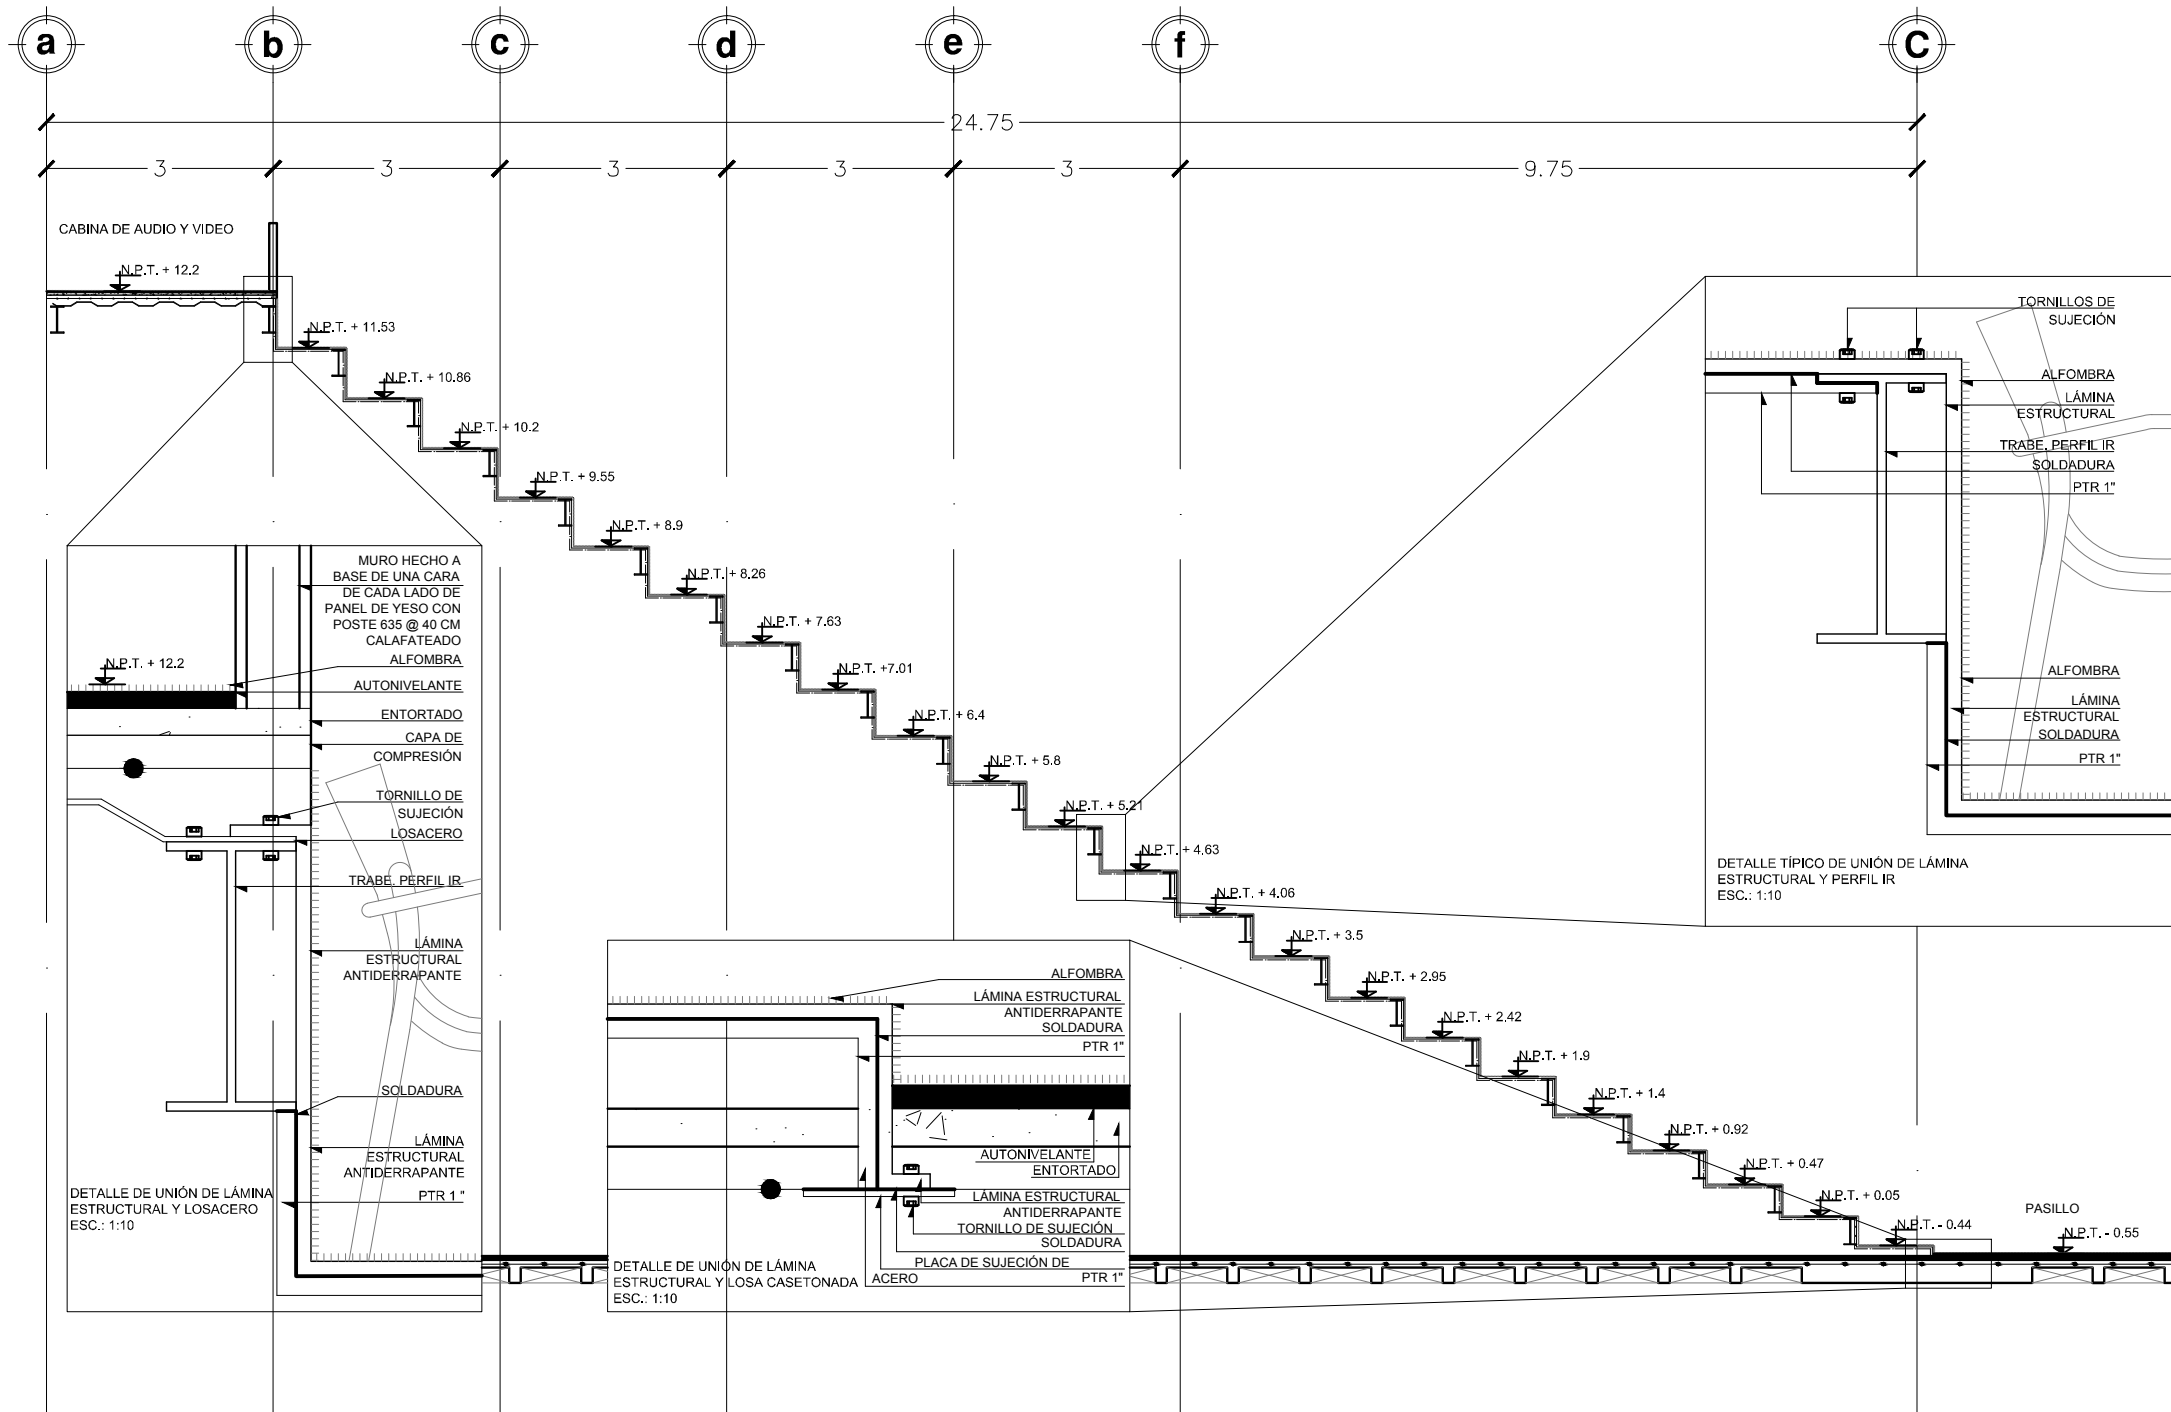 a
b
c
d
e
f
C
24.75
3
3
3
3
3
9.75
CABINA DE AUDIO Y VIDEO
N.P.T. + 12.2
N.P.T. + 11.53
N.P.T. + 10.86
N.P.T. + 10.2
N.P.T. + 9.55
N.P.T. + 8.9
N.P.T. + 8.26
N.P.T. + 7.63
N.P.T. +7.01
N.P.T. + 6.4
N.P.T. + 5.8
N.P.T. + 5.21
N.P.T. + 4.63
N.P.T. + 4.06
N.P.T. + 3.5
N.P.T. + 2.95
N.P.T. + 2.42
N.P.T. + 1.9
N.P.T. + 1.4
N.P.T. + 0.92
N.P.T. + 0.47
N.P.T. + 0.05
N.P.T. - 0.44
PASILLO
N.P.T. - 0.55
MURO HECHO A
BASE DE UNA CARA
DE CADA LADO DE
PANEL DE YESO CON
POSTE 635 @ 40 CM
CALAFATEADO
N.P.T. + 12.2
ALFOMBRA
AUTONIVELANTE
ENTORTADO
CAPA DE
COMPRESIÓN
TORNILLO DE
SUJECIÓN
LOSACERO
TRABE. PERFIL IR
LÁMINA
ESTRUCTURAL
ANTIDERRAPANTE
SOLDADURA
LÁMINA
ESTRUCTURAL
ANTIDERRAPANTE
PTR 1 "
DETALLE DE UNIÓN DE LÁMINA
ESTRUCTURAL Y LOSACERO
ESC.: 1:10
ALFOMBRA
LÁMINA ESTRUCTURAL
ANTIDERRAPANTE
SOLDADURA
PTR 1"
AUTONIVELANTE
ENTORTADO
LÁMINA ESTRUCTURAL
ANTIDERRAPANTE
TORNILLO DE SUJECIÓN
SOLDADURA
PLACA DE SUJECIÓN DE
ACERO
PTR 1"
DETALLE DE UNIÓN DE LÁMINA
ESTRUCTURAL Y LOSA CASETONADA
ESC.: 1:10
TORNILLOS DE
SUJECIÓN
ALFOMBRA
LÁMINA
ESTRUCTURAL
TRABE. PERFIL IR
SOLDADURA
PTR 1"
ALFOMBRA
LÁMINA
ESTRUCTURAL
SOLDADURA
PTR 1"
DETALLE TÍPICO DE UNIÓN DE LÁMINA
ESTRUCTURAL Y PERFIL IR
ESC.: 1:10